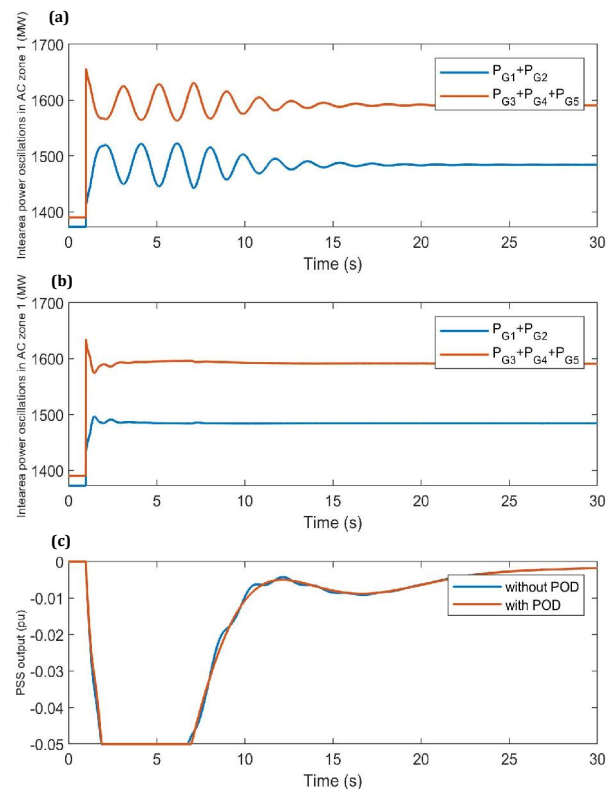 (a)
Intearea power oscillations in AC zone 1 (MW)
1700
1600
1500
1400
P_G1+P_G2
P_G3+P_G4+P_G5
0 5 10 15 20 25 30
Time (s)
(b)
Intearea power oscillations in AC zone 1 (MW
1700
1600
1500
1400
P_G1+P_G2
P_G3+P_G4+P_G5
0 5 10 15 20 25 30
Time (s)
(c)
PSS output (pu)
0
-0.01
-0.02
-0.03
-0.04
-0.05
without POD
with POD
0 5 10 15 20 25 30
Time (s)